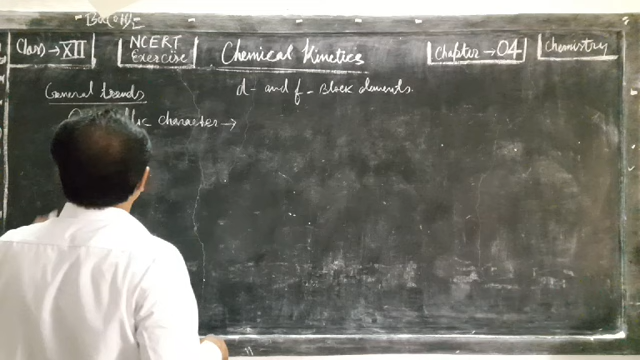 Class → XII
NCERT
Exercise
Chemical Kinetics
Chapter → 04
Chemistry
General trends
d- and f- Block elements.
character →